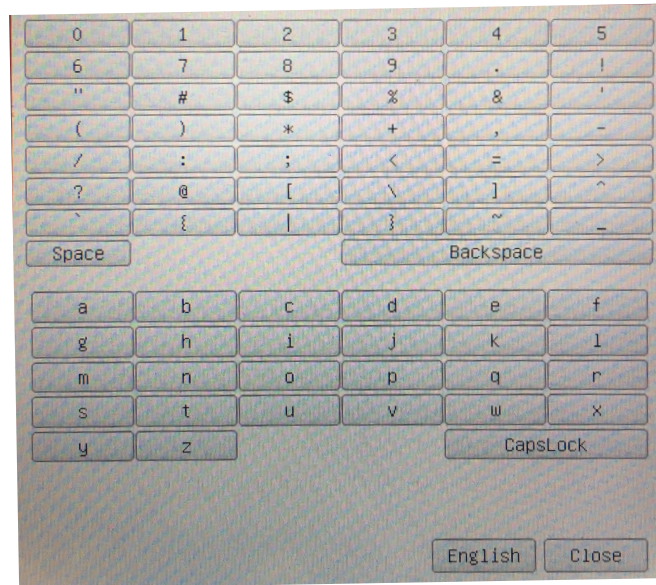 0 1 2 3 4 5
6 7 8 9 . !
" # $ % & '
( ) * + , -
/ : ; < = >
? @ [ \ ] ^
` { | } ~ _
Space Backspace
a b c d e f
g h i j k l
m n o p q r
s t u v w x
y z CapsLock
English Close